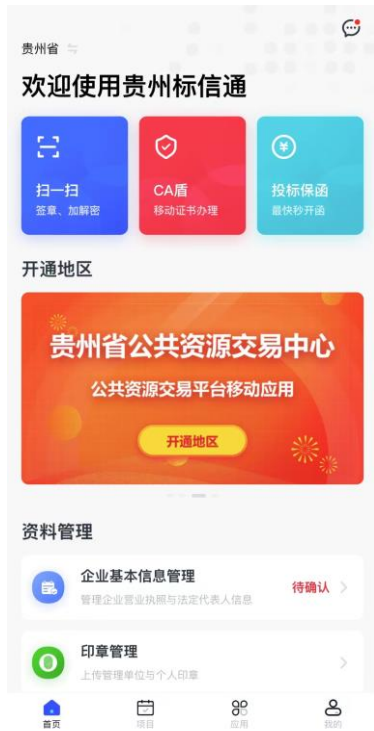 贵州省
欢迎使用贵州标信通
扫一扫
签章、加解密
CA盾
移动证书办理
投标保函
最快秒开函
开通地区
贵州省公共资源交易中心
公共资源交易平台移动应用
开通地区
资料管理
企业基本信息管理
管理企业营业执照与法定代表人信息
待确认
印章管理
上传管理单位与个人印章
首页
项目
应用
我的